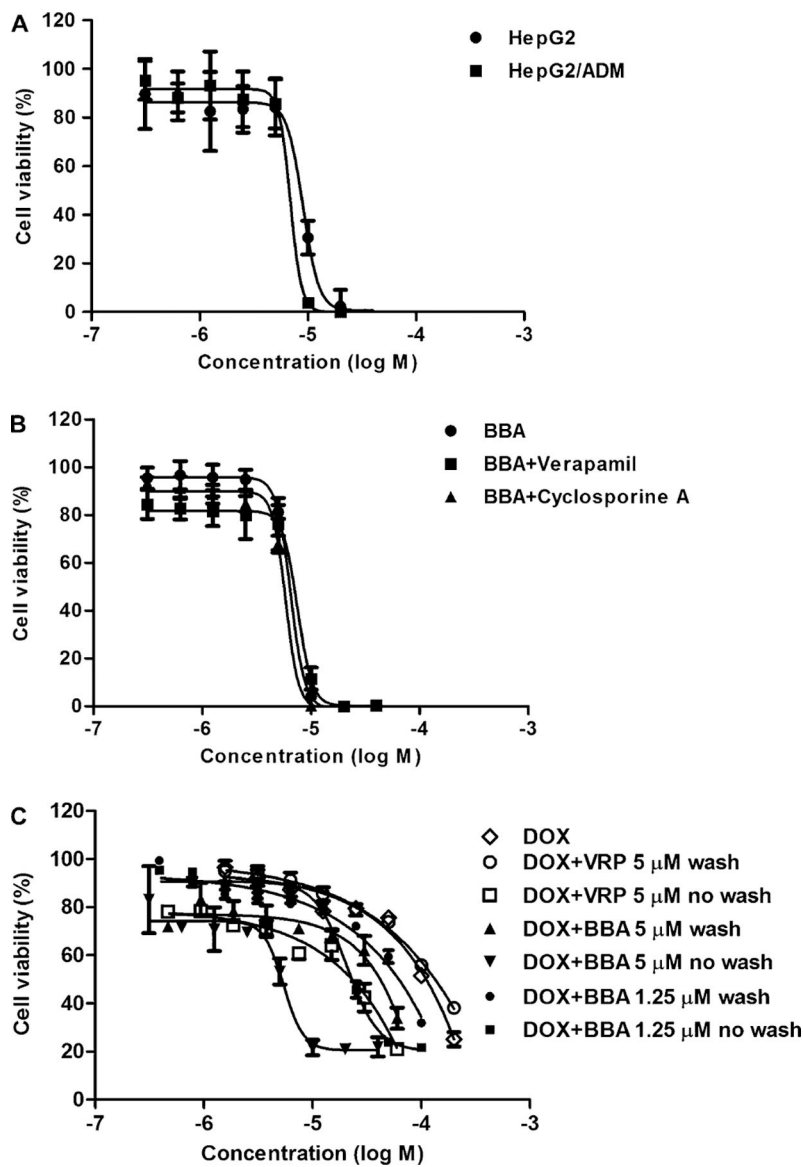 A
HepG2
HepG2/ADM
120
100
80
60
40
20
0
Cell viability (%)
-7 -6 -5 -4 -3
Concentration (log M)
B
BBA
BBA+Verapamil
BBA+Cyclosporine A
120
100
80
60
40
20
0
Cell viability (%)
-7 -6 -5 -4 -3
Concentration (log M)
C
DOX
DOX+VRP 5 μM wash
DOX+VRP 5 μM no wash
DOX+BBA 5 μM wash
DOX+BBA 5 μM no wash
DOX+BBA 1.25 μM wash
DOX+BBA 1.25 μM no wash
120
100
80
60
40
20
0
Cell viability (%)
-7 -6 -5 -4 -3
Concentration (log M)